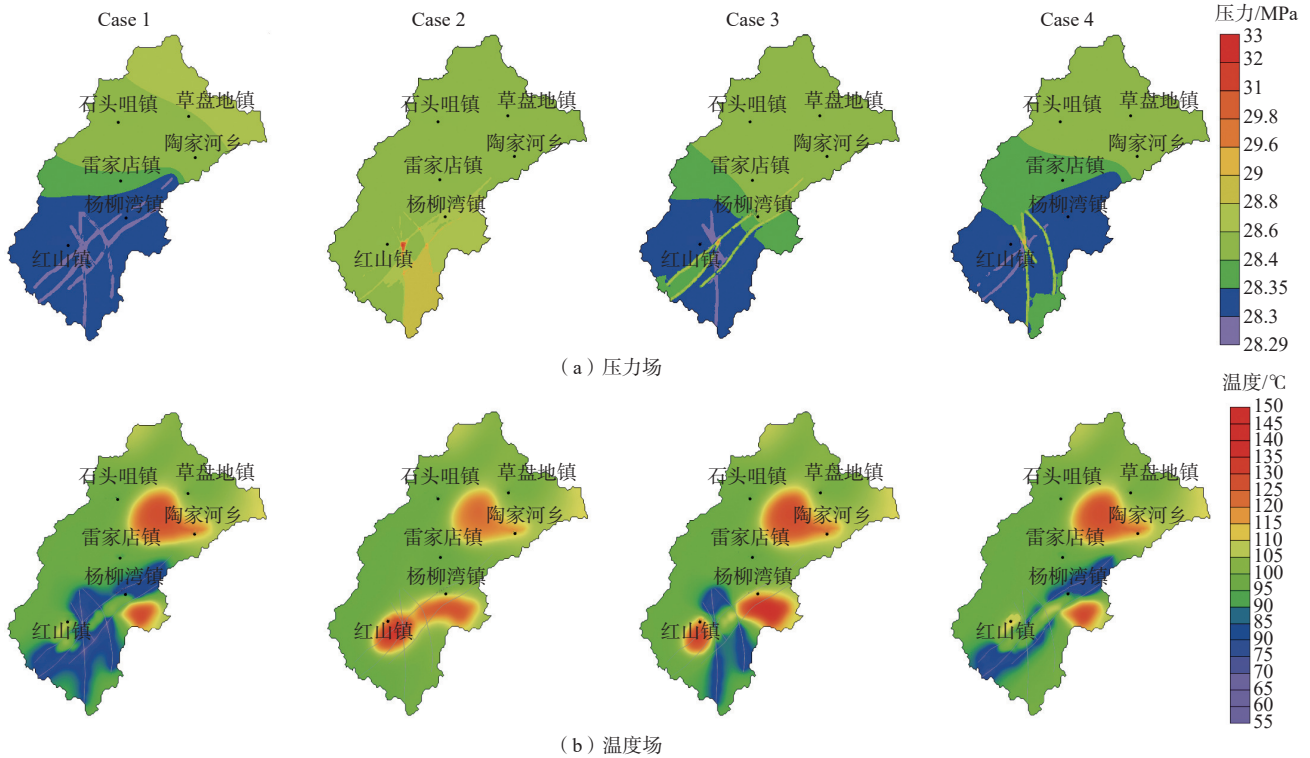 Case 1
Case 2
Case 3
Case 4
压力/MPa
石头咀镇
草盘地镇
陶家河乡
雷家店镇
杨柳湾镇
红山镇
石头咀镇
草盘地镇
陶家河乡
雷家店镇
杨柳湾镇
红山镇
石头咀镇
草盘地镇
陶家河乡
雷家店镇
杨柳湾镇
红山镇
石头咀镇
草盘地镇
陶家河乡
雷家店镇
杨柳湾镇
红山镇
33
32
31
29.8
29.6
29
28.8
28.6
28.4
28.35
28.3
28.29
(a)压力场
温度/℃
石头咀镇
草盘地镇
陶家河乡
雷家店镇
杨柳湾镇
红山镇
石头咀镇
草盘地镇
陶家河乡
雷家店镇
杨柳湾镇
红山镇
石头咀镇
草盘地镇
陶家河乡
雷家店镇
杨柳湾镇
红山镇
石头咀镇
草盘地镇
陶家河乡
雷家店镇
杨柳湾镇
红山镇
150
145
140
135
130
125
120
115
110
105
100
95
90
85
90
75
70
65
60
55
(b)温度场